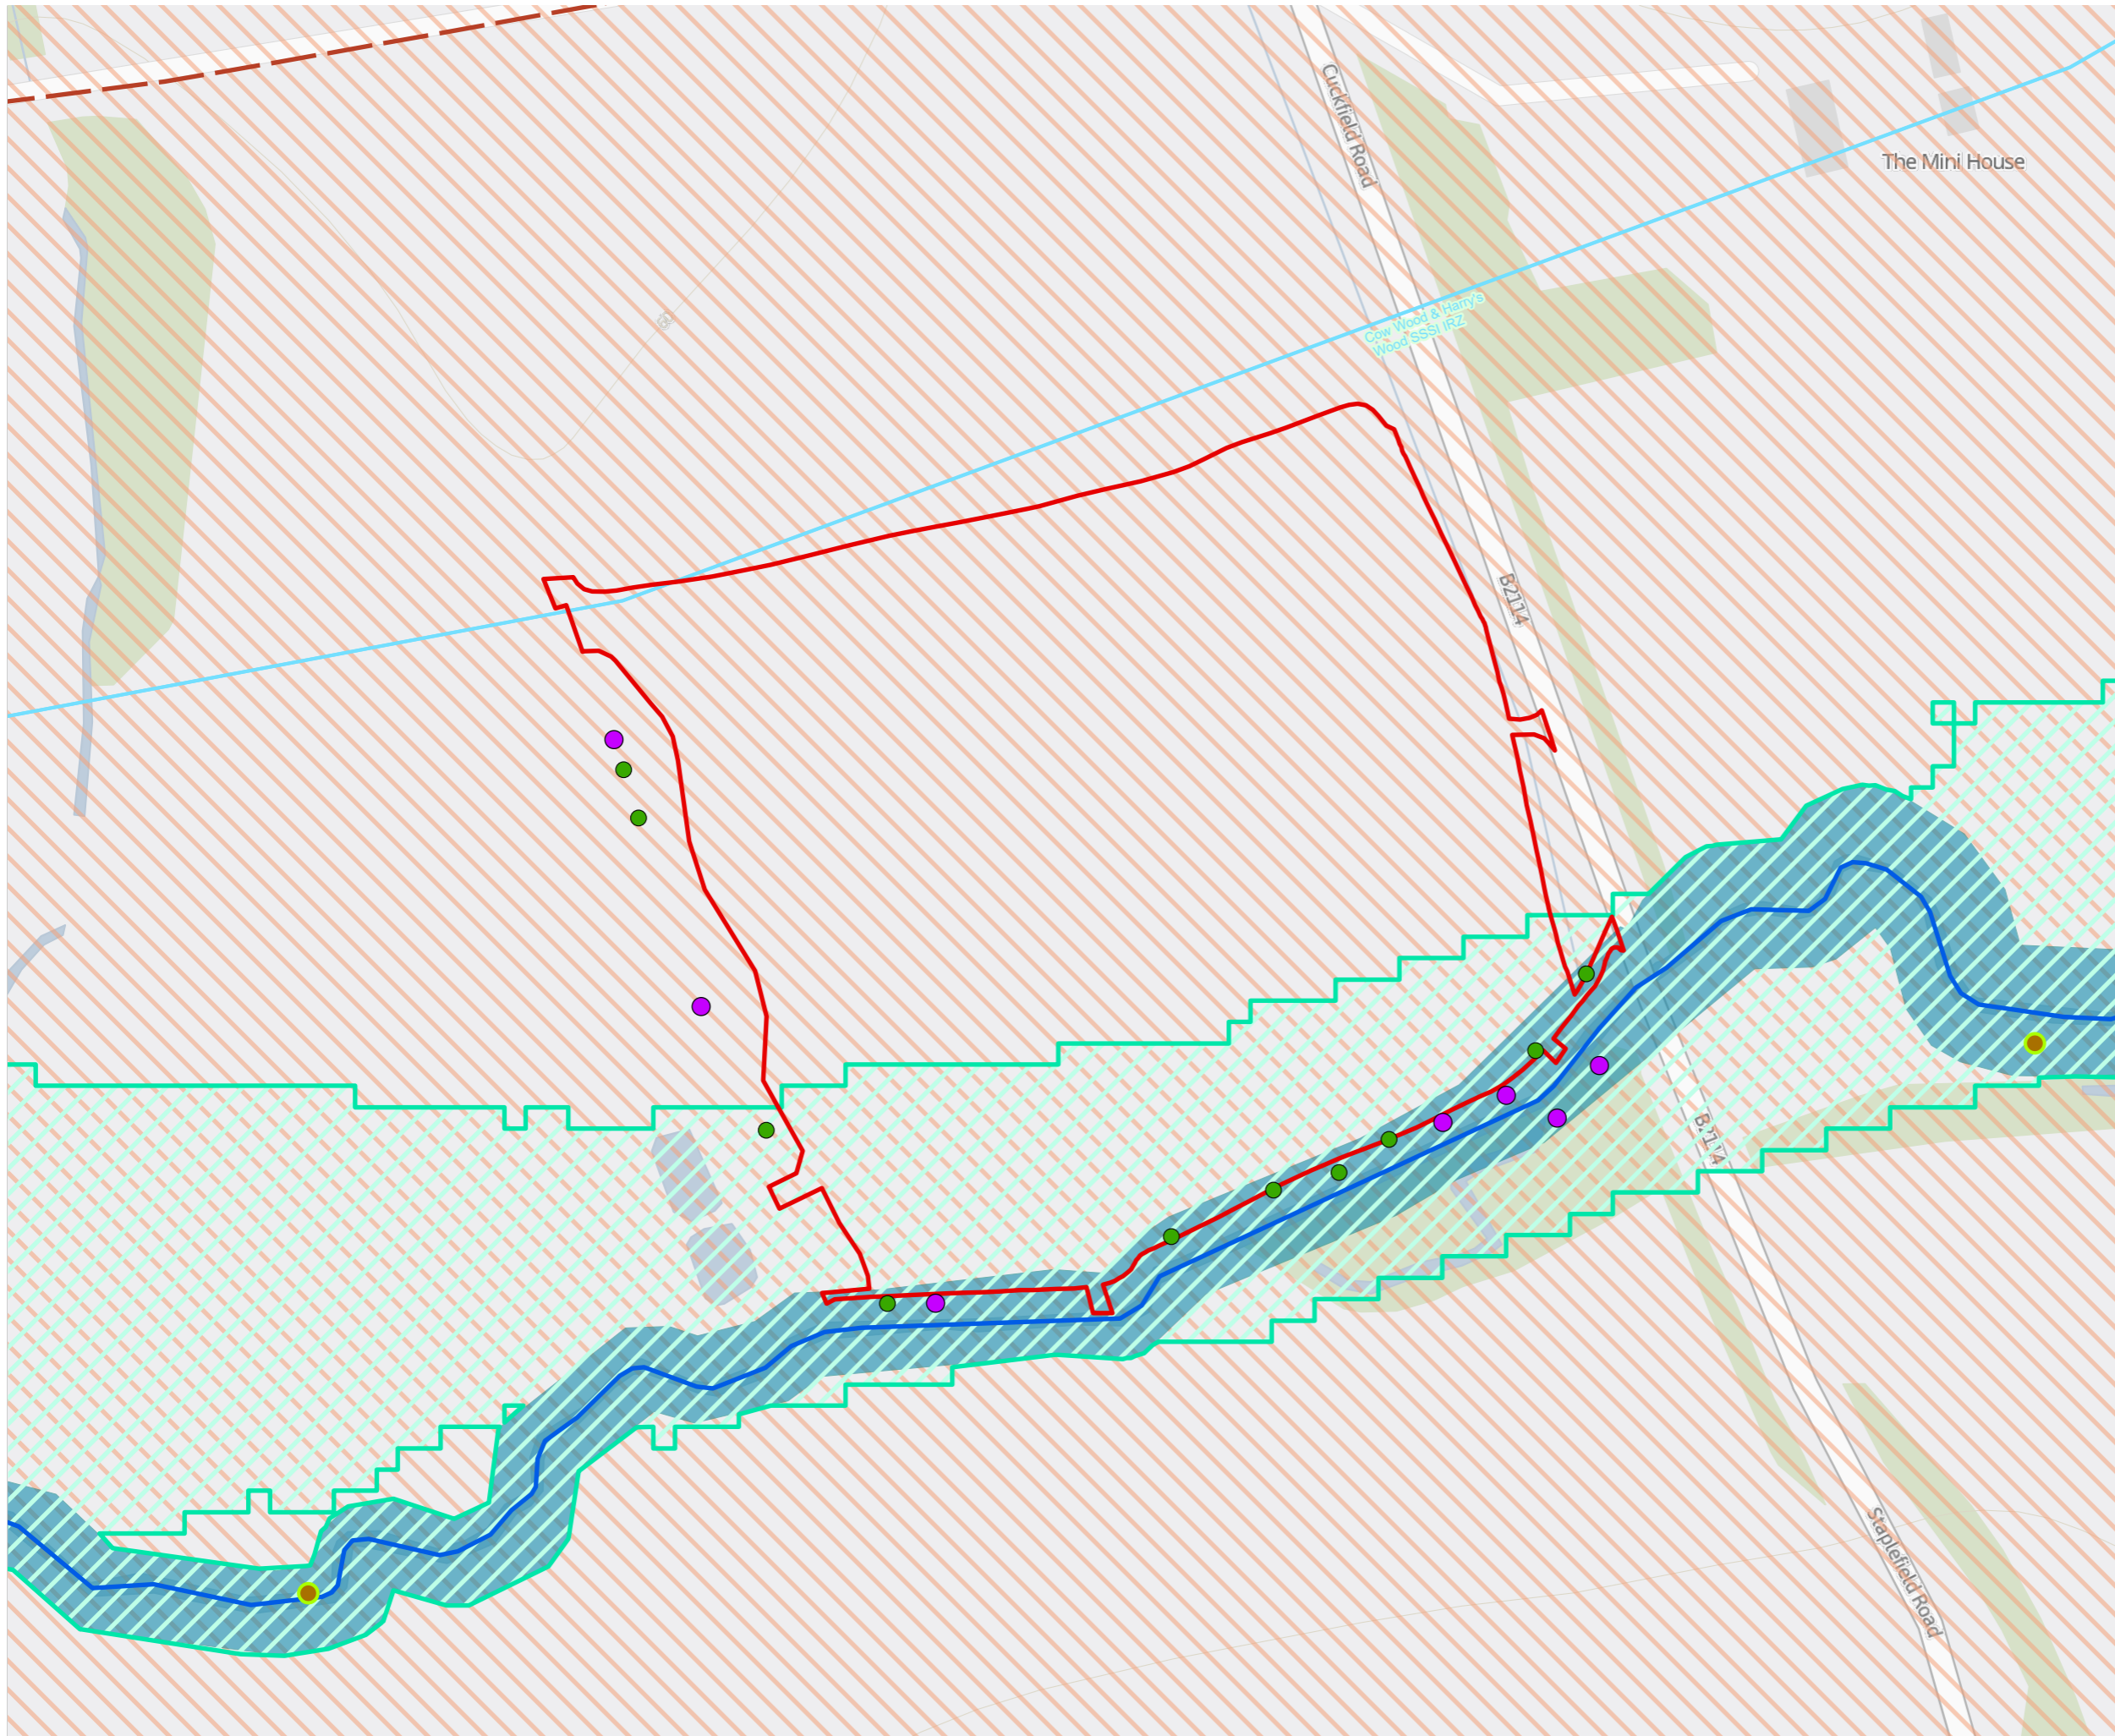 Cuckfield Road
The Mini House
Cow Wood & Harry's
Wood SSSI IRZ
B2114
B2114
Staplefield Road